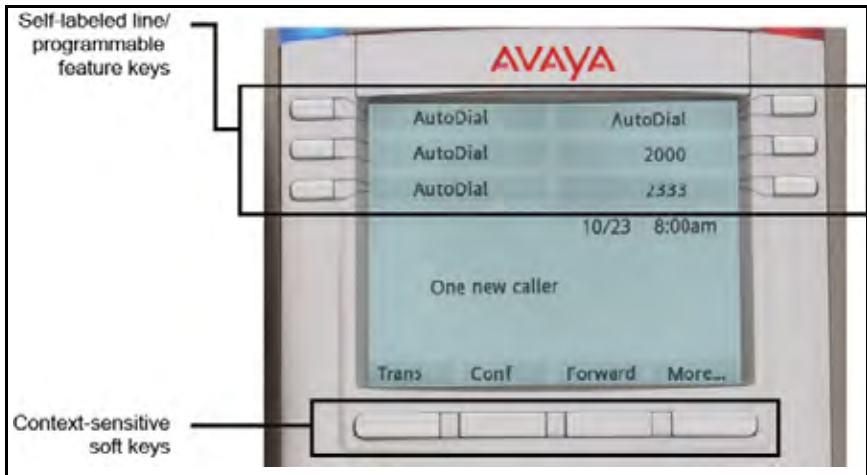 Self-labeled line/
programmable
feature keys
AVAYA
AutoDial AutoDial
AutoDial 2000
AutoDial 2333
10/23 8:00am
One new caller
Trans Conf Forward More...
Context-sensitive
soft keys